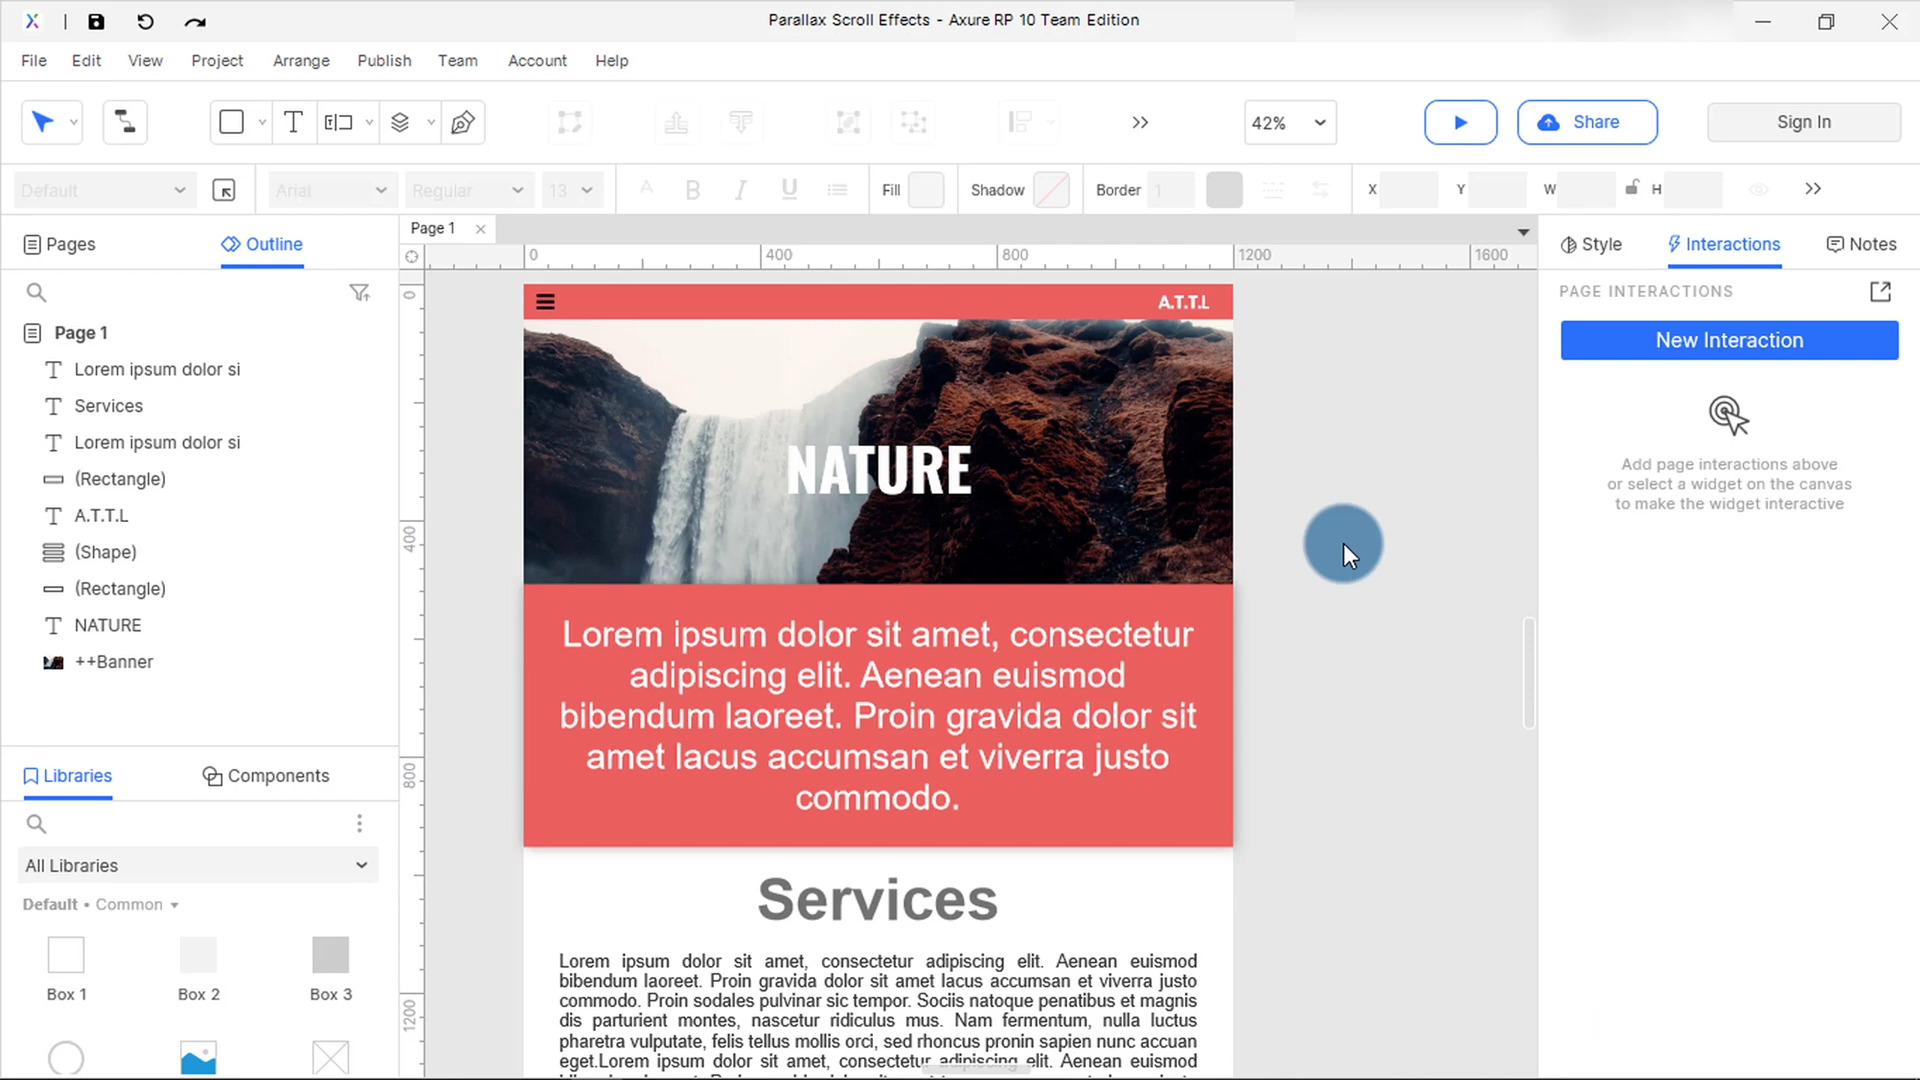 Parallax Scroll Effects - Axure RP 10 Team Edition
File Edit View Project Arrange Publish Team Account Help
42% Share Sign In
Default Arial Regular 13 Fill Shadow Border 1 X Y W H
Pages Outline
Page 1
0 400 800 1200 1600
Style Interactions Notes
PAGE INTERACTIONS
New Interaction
Add page interactions above
or select a widget on the canvas
to make the widget interactive
Page 1
Lorem ipsum dolor si
Services
Lorem ipsum dolor si
(Rectangle)
A.T.T.L
(Shape)
(Rectangle)
NATURE
++Banner
Libraries Components
All Libraries
Default • Common
Box 1 Box 2 Box 3
0
400
800
1200
A.T.T.L
NATURE
Lorem ipsum dolor sit amet, consectetur
adipiscing elit. Aenean euismod
bibendum laoreet. Proin gravida dolor sit
amet lacus accumsan et viverra justo
commodo.
Services
Lorem ipsum dolor sit amet, consectetur adipiscing elit. Aenean euismod
bibendum laoreet. Proin gravida dolor sit amet lacus accumsan et viverra justo
commodo. Proin sodales pulvinar sic tempor. Sociis natoque penatibus et magnis
dis parturient montes, nascetur ridiculus mus. Nam fermentum, nulla luctus
pharetra vulputate, felis tellus mollis orci, sed rhoncus pronin sapien nunc accuan
eget.Lorem ipsum dolor sit amet, consectetur adipiscing elit. Aenean euismod